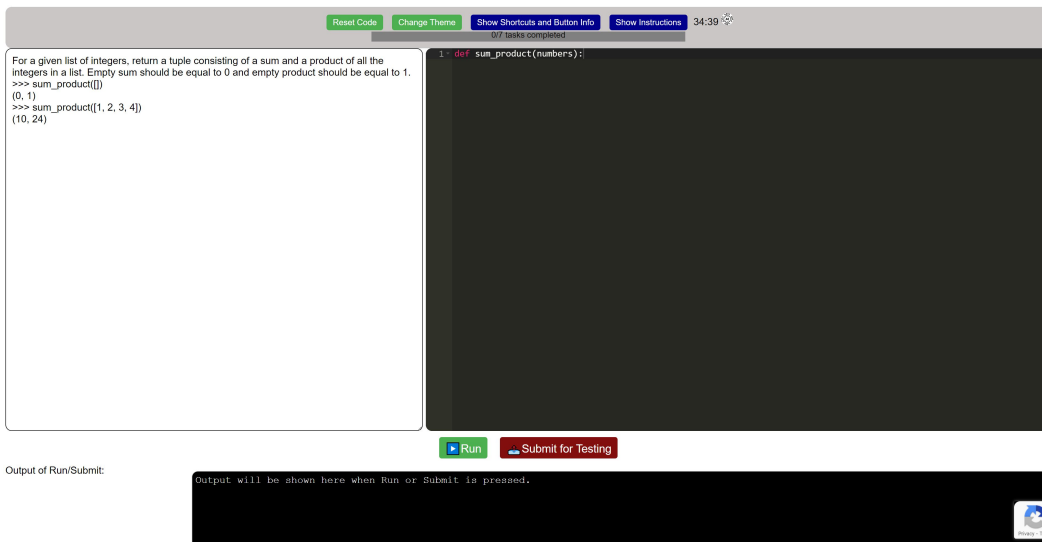 Reset Code Change Theme Show Shortcuts and Button Info Show Instructions 34:39
0/7 tasks completed
For a given list of integers, return a tuple consisting of a sum and a product of all the
integers in a list. Empty sum should be equal to 0 and empty product should be equal to 1.
>>> sum_product([])
(0, 1)
>>> sum_product([1, 2, 3, 4])
(10, 24)
1 def sum_product(numbers):
Run Submit for Testing
Output of Run/Submit:
Output will be shown here when Run or Submit is pressed.
Privacy